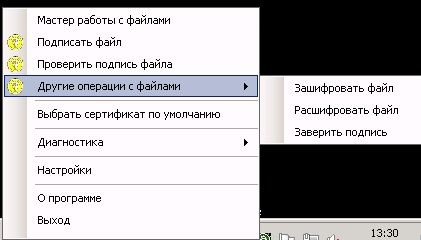 Мастер работы с файлами
Подписать файл
Проверить подпись файла
Другие операции с файлами
Зашифровать файл
Расшифровать файл
Заверить подпись
Выбрать сертификат по умолчанию
Диагностика
Настройки
О программе
Выход
13:30